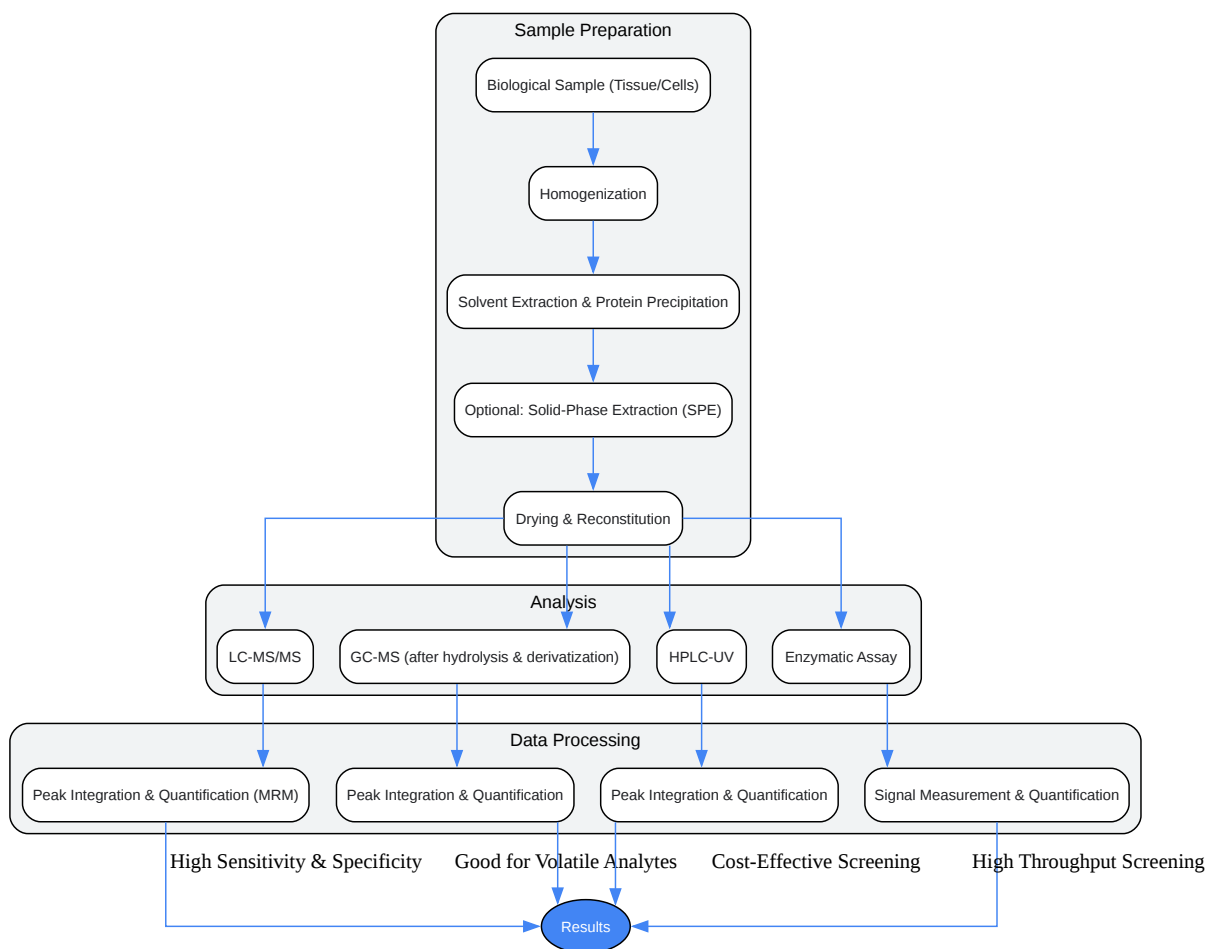 Sample Preparation
Biological Sample (Tissue/Cells)
Homogenization
Solvent Extraction & Protein Precipitation
Optional: Solid-Phase Extraction (SPE)
Drying & Reconstitution
Analysis
LC-MS/MS
GC-MS (after hydrolysis & derivatization)
HPLC-UV
Enzymatic Assay
Data Processing
Peak Integration & Quantification (MRM)
Peak Integration & Quantification
Peak Integration & Quantification
Signal Measurement & Quantification
High Sensitivity & Specificity
Good for Volatile Analytes
Cost-Effective Screening
High Throughput Screening
Results